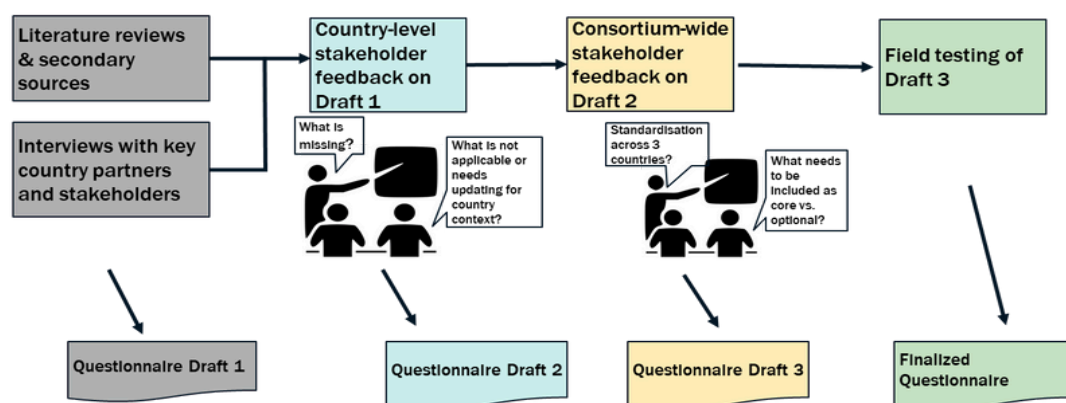 Literature reviews
& secondary
sources
Interviews with key
country partners
and stakeholders
Country-level
stakeholder
feedback on
Draft 1
Consortium-wide
stakeholder
feedback on
Draft 2
Field testing of
Draft 3
What is
missing?
What is not
applicable or
needs
updating for
country
context?
Standardisation
across 3
countries?
What needs
to be
included as
core vs.
optional?
Questionnaire Draft 1
Questionnaire Draft 2
Questionnaire Draft 3
Finalized
Questionnaire